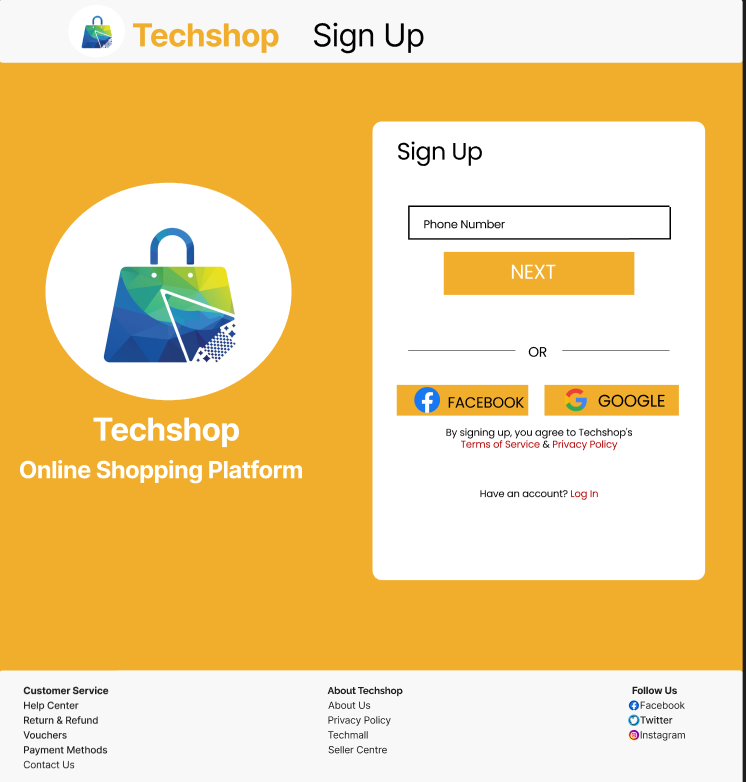 Techshop Sign Up
Techshop
Online Shopping Platform
Sign Up
Phone Number
NEXT
OR
FACEBOOK GOOGLE
By signing up, you agree to Techshop's
Terms of Service & Privacy Policy
Have an account? Log In
Customer Service
Help Center
Return & Refund
Vouchers
Payment Methods
Contact Us
About Techshop
About Us
Privacy Policy
Techmall
Seller Centre
Follow Us
Facebook
Twitter
Instagram